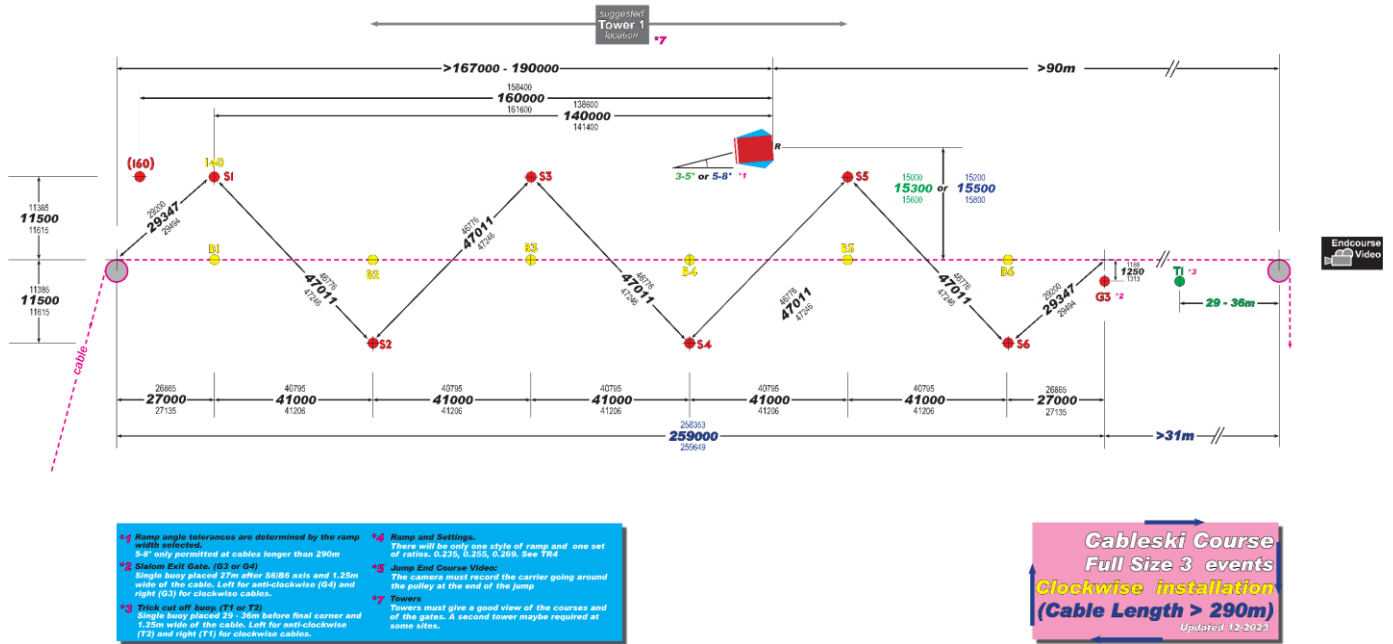 suggested
Tower 1
location
*7
>167000 - 190000
>90m
158400
160000
161600
138600
140000
141400
(160)
140
S1
S3
R
3-5° or 5-8° *1
S5
15000
15300
15600
or
15200
15500
15800
11385
11500
11615
29200
29347
29494
46776
47011
47246
46776
47011
47246
46776
47011
47246
46776
47011
47246
46776
47011
47246
29200
29347
29494
B1
B2
B3
B4
B5
B6
1188
1250
1313
G3 *2
T1 *3
29 - 36m
Endcourse
Video
11385
11500
11615
cable
S2
S4
S6
26865
27000
27135
40795
41000
41206
40795
41000
41206
40795
41000
41206
40795
41000
41206
40795
41000
41206
26865
27000
27135
258353
259000
259649
>31m
*1 Ramp angle tolerances are determined by the ramp
width selected.
5-8° only permitted at cables longer than 290m
*2 Slalom Exit Gate. (G3 or G4)
Single buoy placed 27m after S6/B6 axis and 1.25m
wide of the cable. Left for anti-clockwise (G4) and
right (G3) for clockwise cables.
*3 Trick cut off buoy. (T1 or T2)
Single buoy placed 29 - 36m before final corner and
1.25m wide of the cable. Left for anti-clockwise
(T2) and right (T1) for clockwise cables.
*4 Ramp and Settings.
There will be only one style of ramp and one set
of ratios. 0.235, 0.255, 0.269. See TR4
*5 Jump End Course Video:
The camera must record the carrier going around
the pulley at the end of the jump
*7 Towers
Towers must give a good view of the courses and
of the gates. A second tower maybe required at
some sites.
Cableski Course
Full Size 3 events
Clockwise installation
(Cable Length > 290m)
Updated 12-2023